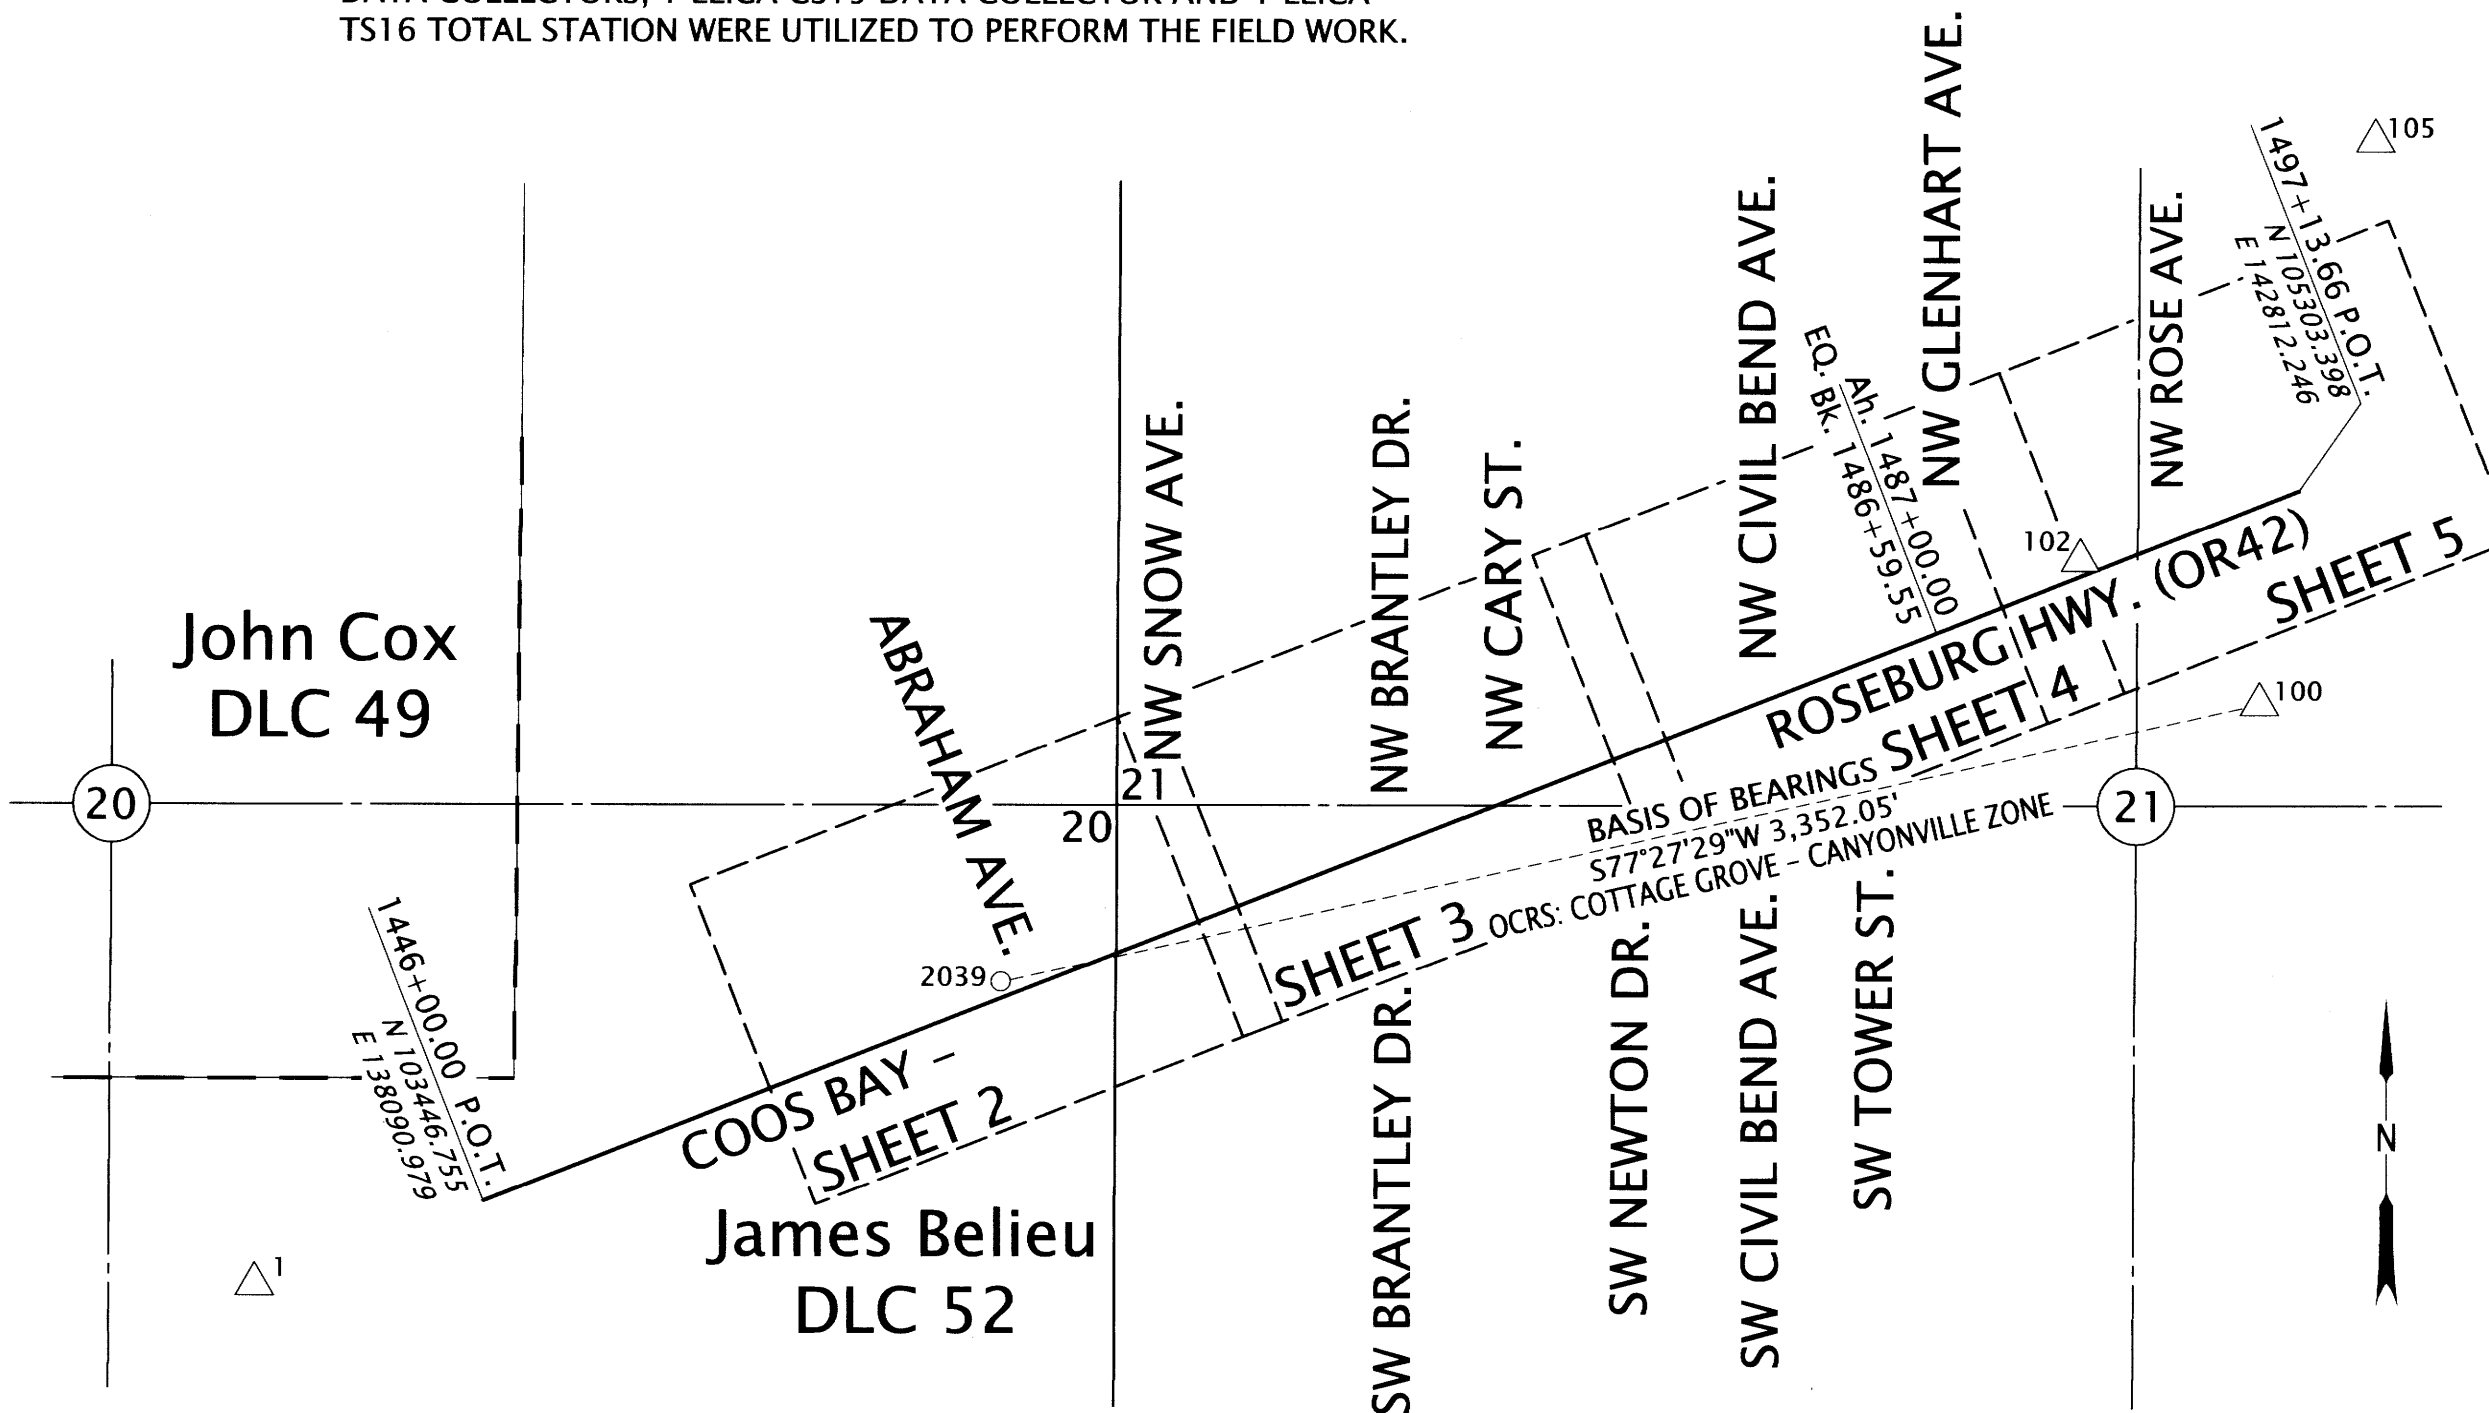 TS16 TOTAL STATION WERE UTILIZED TO PERFORM THE FIELD WORK.
105
1497+13.66 P.O.T.
N 105303.398
E 142812.246
NW GLENHART AVE.
NW ROSE AVE.
NW CIVIL BEND AVE.
Ah. 1487+00.00
EQ. Bk. 1486+59.55
NW SNOW AVE.
NW BRANTLEY DR.
NW CARY ST.
102
ROSEBURG HWY. (OR42)
SHEET 5
John Cox
DLC 49
ABRAHAM AVE.
SHEET 4
100
20
21
20
21
BASIS OF BEARINGS
S77°27'29"W 3,352.05'
OCRS: COTTAGE GROVE - CANYONVILLE ZONE
SHEET 3
2039
1446+00.00 P.O.T.
N 103446.755
E 138090.979
COOS BAY -
SHEET 2
SW BRANTLEY DR.
SW NEWTON DR.
SW CIVIL BEND AVE.
SW TOWER ST.
N
James Belieu
DLC 52
1